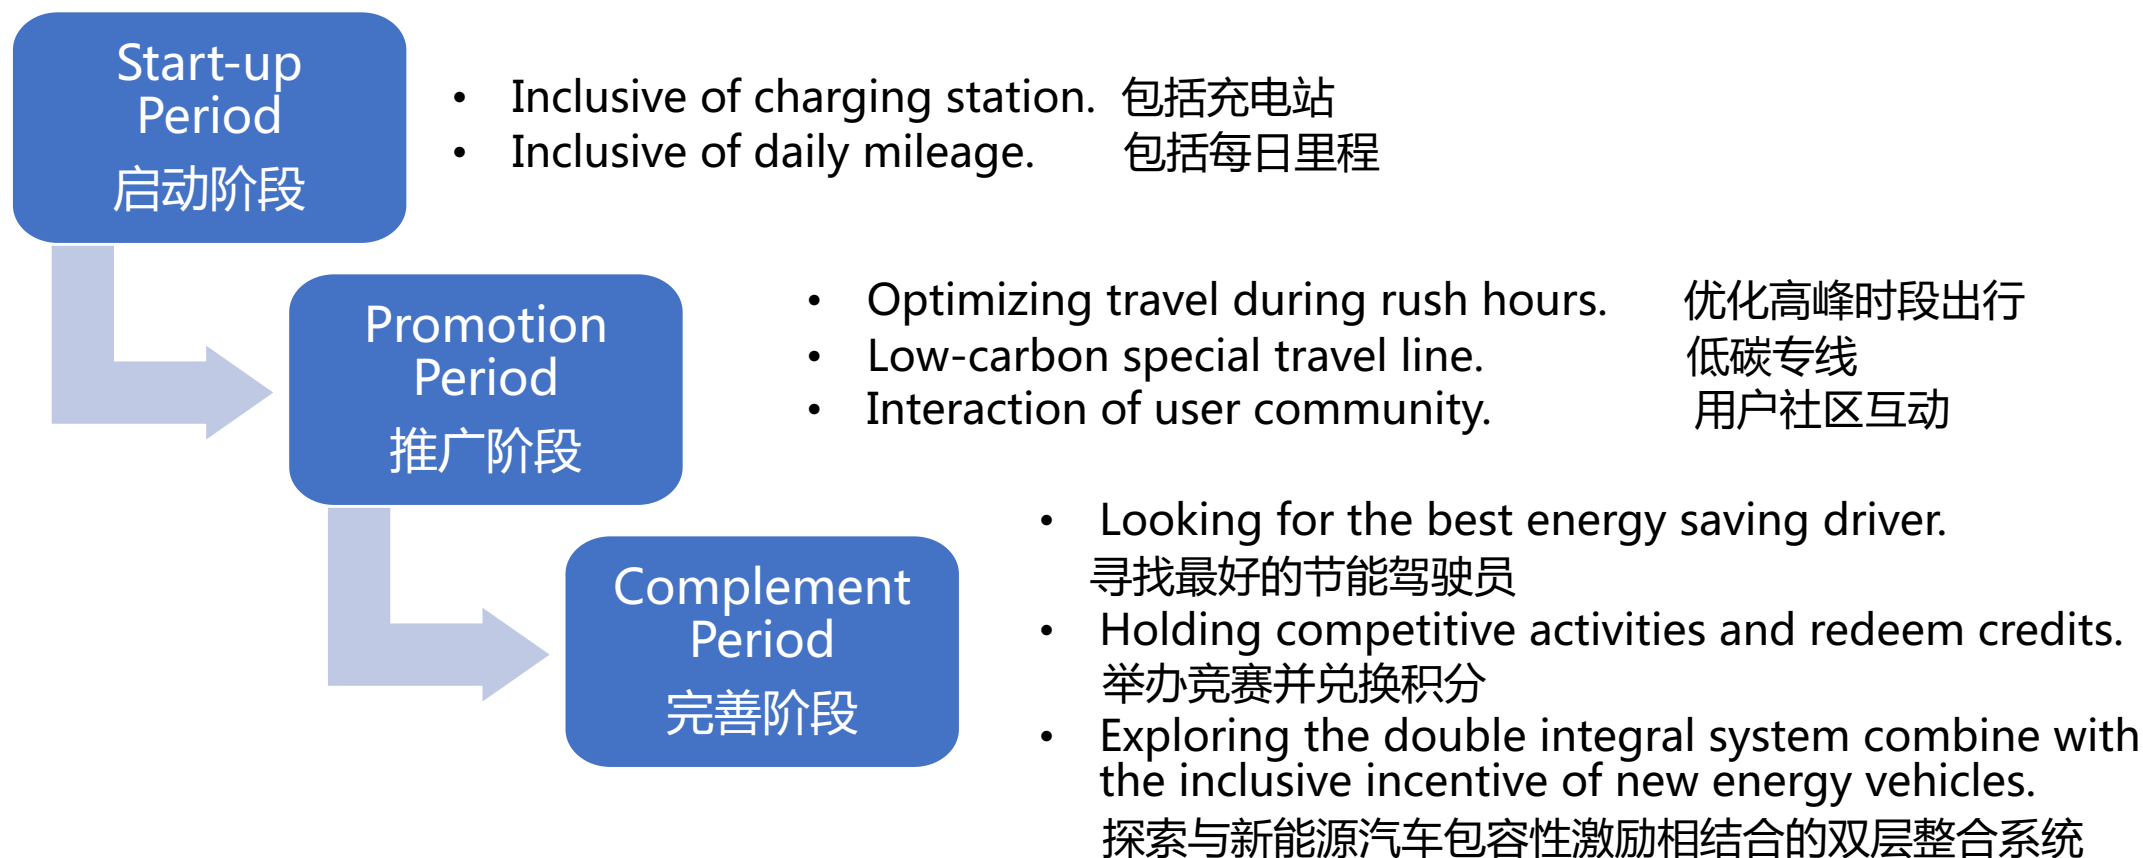 Start-up
Period
启动阶段
• Inclusive of charging station. 包括充电站
• Inclusive of daily mileage. 包括每日里程
Promotion
Period
推广阶段
• Optimizing travel during rush hours. 优化高峰时段出行
• Low-carbon special travel line. 低碳专线
• Interaction of user community. 用户社区互动
Complement
Period
完善阶段
• Looking for the best energy saving driver.
寻找最好的节能驾驶员
• Holding competitive activities and redeem credits.
举办竞赛并兑换积分
• Exploring the double integral system combine with
the inclusive incentive of new energy vehicles.
探索与新能源汽车包容性激励相结合的双层整合系统